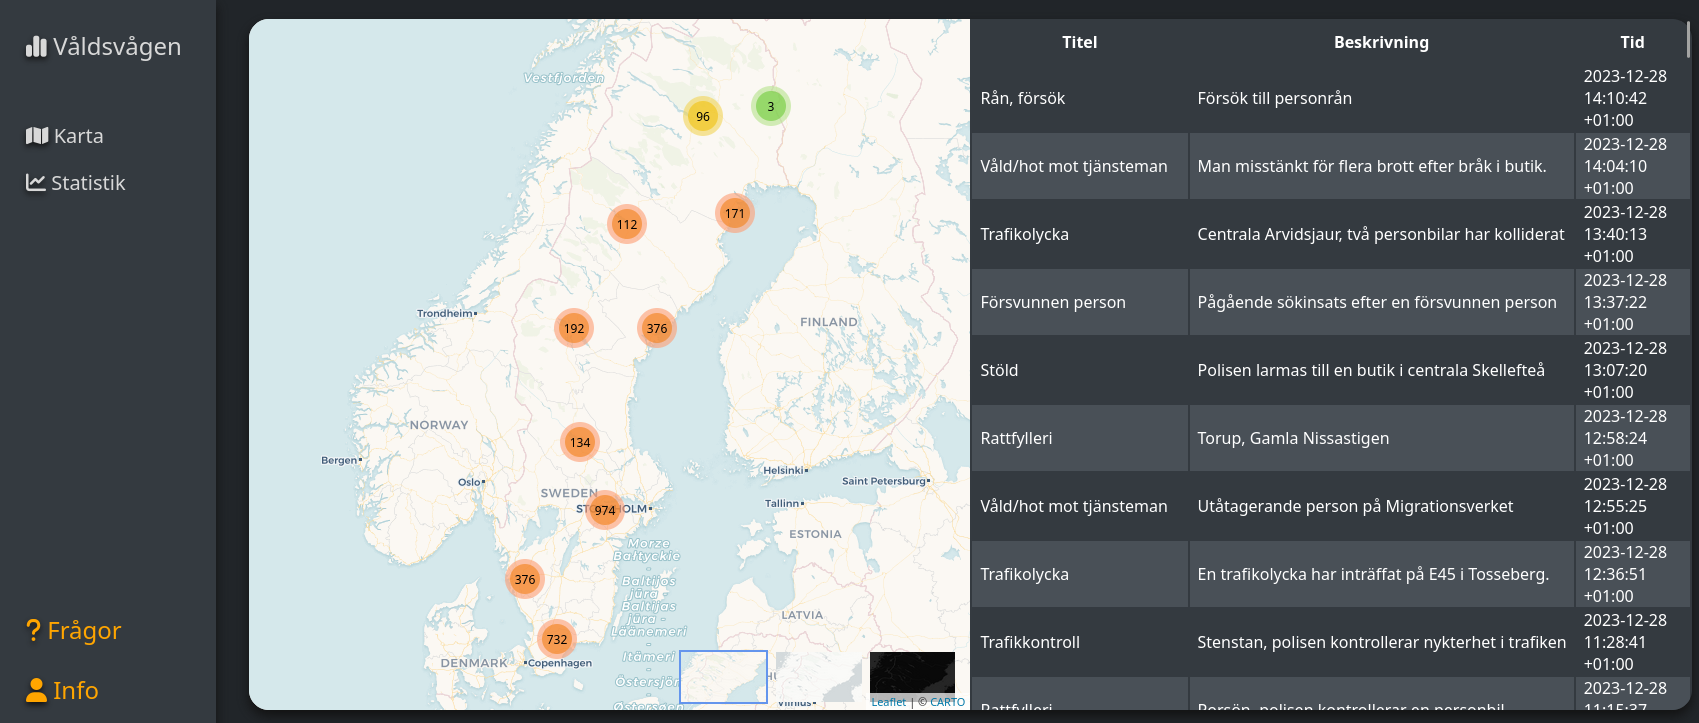 Våldsvågen
Karta
Statistik
Frågor
Info
Vestfjorden
96
3
112
171
Trondheim
192
376
FINLAND
NORWAY
134
Bergen
Helsinki
Oslo
SWEDEN
Saint Petersburg
974
Tallinn
ESTONIA
Morze
Bałtyckie
-
Baltijos
jūra -
Baltijas
jūra -
Läänemeri
-
Itämeri
-
376
LATVIA
732
DENMARK
Copenhagen
Vilnius
Leaflet | © CARTO
Titel Beskrivning Tid
Rån, försök Försök till personrån 2023-12-28
14:10:42
+01:00
Våld/hot mot tjänsteman Man misstänkt för flera brott efter bråk i butik. 2023-12-28
14:04:10
+01:00
Trafikolycka Centrala Arvidsjaur, två personbilar har kolliderat 2023-12-28
13:40:13
+01:00
Försvunnen person Pågående sökinsats efter en försvunnen person 2023-12-28
13:37:22
+01:00
Stöld Polisen larmas till en butik i centrala Skellefteå 2023-12-28
13:07:20
+01:00
Rattfylleri Torup, Gamla Nissastigen 2023-12-28
12:58:24
+01:00
Våld/hot mot tjänsteman Utåtagerande person på Migrationsverket 2023-12-28
12:55:25
+01:00
Trafikolycka En trafikolycka har inträffat på E45 i Tosseberg. 2023-12-28
12:36:51
+01:00
Trafikkontroll Stenstan, polisen kontrollerar nykterhet i trafiken 2023-12-28
11:28:41
+01:00
Rattfylleri Porsön, polisen kontrollerar en personbil 2023-12-28
11:15:37